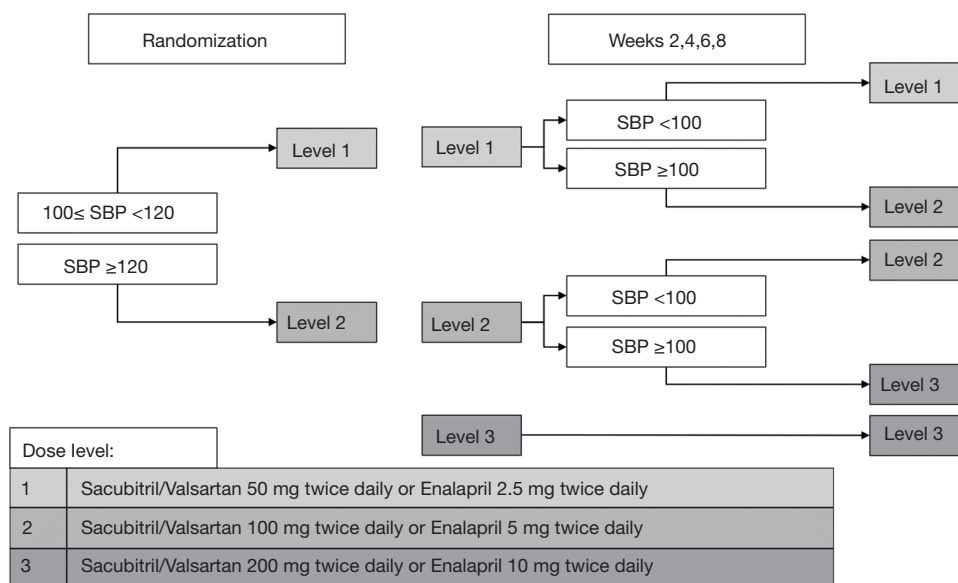 Randomization
Weeks 2,4,6,8
Level 1
100≤ SBP <120
SBP ≥120
Level 2
Level 1
SBP <100
Level 1
SBP ≥100
Level 2
Level 2
SBP <100
Level 2
SBP ≥100
Level 3
Level 3
Level 3
Dose level:
1 Sacubitril/Valsartan 50 mg twice daily or Enalapril 2.5 mg twice daily
2 Sacubitril/Valsartan 100 mg twice daily or Enalapril 5 mg twice daily
3 Sacubitril/Valsartan 200 mg twice daily or Enalapril 10 mg twice daily